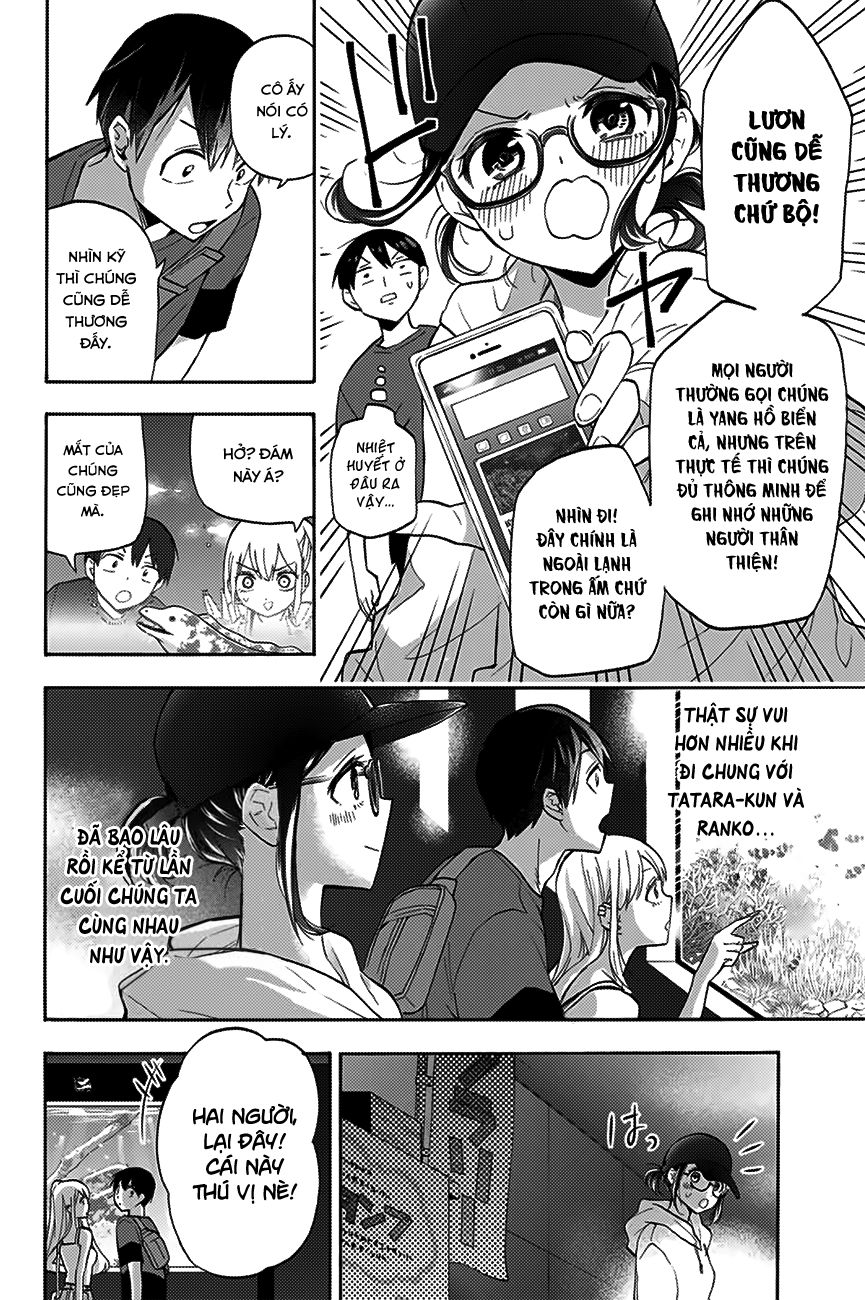 LƯƠN
CŨNG DỄ
THƯƠNG
CHỨ BỘ!
MỌI NGƯỜI
THƯỜNG GỌI CHÚNG
LÀ YANG HỒ BIỂN
CẢ, NHƯNG TRÊN
THỰC TẾ THÌ CHÚNG
ĐỦ THÔNG MINH ĐỂ
GHI NHỚ NHỮNG
NGƯỜI THÂN
THIỆN!
NHÌN ĐI!
ĐÂY CHÍNH LÀ
NGOÀI LẠNH
TRONG ẤM CHỨ
CÒN GÌ NỮA?
NHIỆT
HUYẾT Ở
ĐÂU RA
VẬY...
CÔ ẤY
NÓI CÓ
LÝ.
NHÌN KỸ
THÌ CHÚNG
CŨNG DỄ
THƯƠNG
ĐẤY.
HỞ? ĐÁM
NÀY Á?
MẮT CỦA
CHÚNG
CŨNG ĐẸP
MÀ.
THẬT SỰ VUI
HƠN NHIỀU KHI
ĐI CHUNG VỚI
TATARA-KUN VÀ
RANKO...
ĐÃ BAO LÂU
RỒI KỂ TỪ LẦN
CUỐI CHÚNG TA
CÙNG NHAU
NHƯ VẬY.
はっ
HAI NGƯỜI,
LẠI ĐÂY!
CÁI NÀY
THÚ VỊ NÈ!